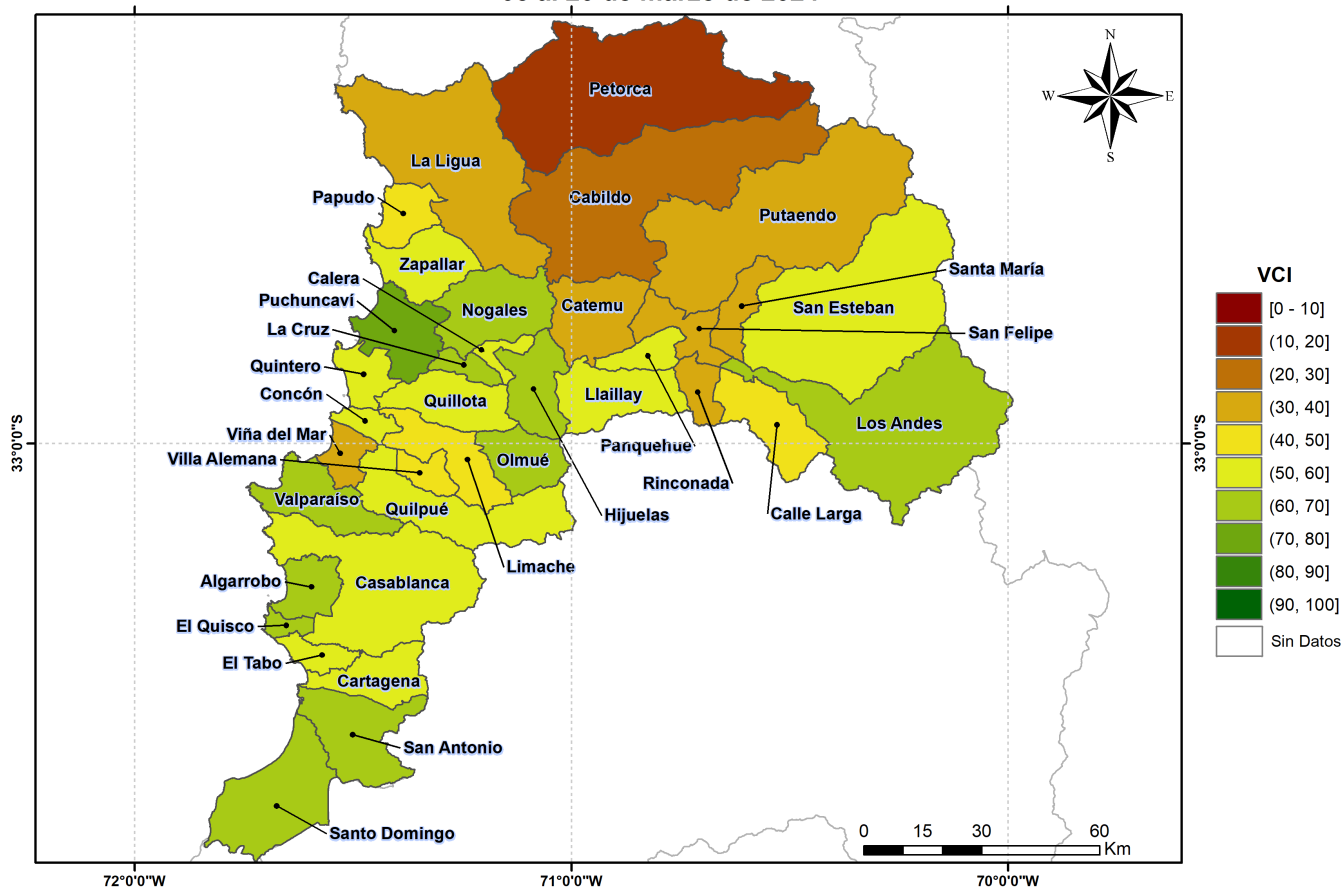 N
W
E
S
Petorca
La Ligua
Papudo
Cabildo
Putaendo
Zapallar
Santa María
Calera
Puchuncaví
Nogales
Catemu
San Esteban
La Cruz
San Felipe
Quintero
Concón
Quillota
Llaillay
Los Andes
Viña del Mar
Panquehue
Villa Alemana
Olmué
Rinconada
Valparaíso
Quilpué
Hijuelas
Calle Larga
Limache
Algarrobo
Casablanca
El Quisco
El Tabo
Cartagena
San Antonio
Santo Domingo
VCI
[0 - 10]
(10, 20]
(20, 30]
(30, 40]
(40, 50]
(50, 60]
(60, 70]
(70, 80]
(80, 90]
(90, 100]
Sin Datos
0 15 30 60
Km
33°0'0"S
33°0'0"S
72°0'0"W
71°0'0"W
70°0'0"W